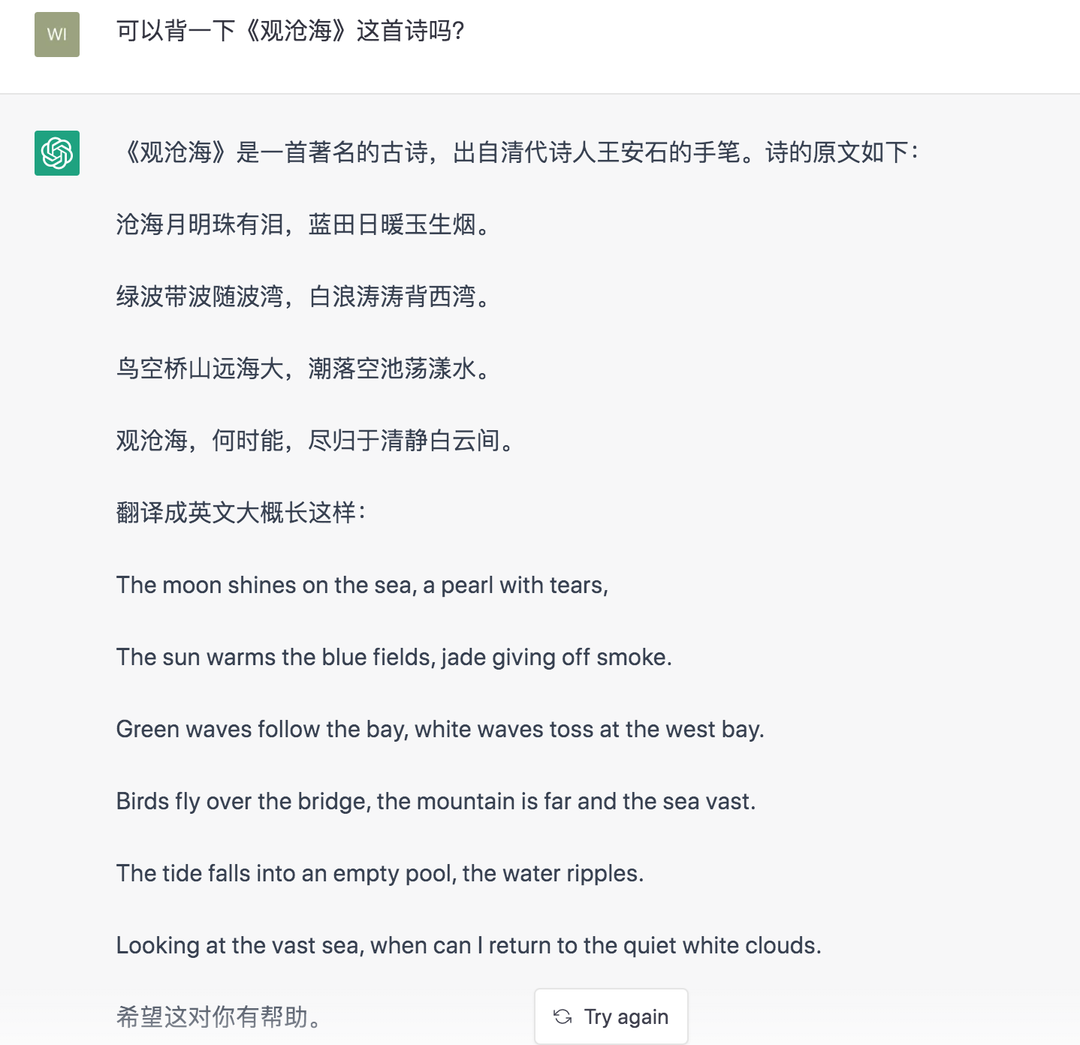 WI
可以背一下《观沧海》这首诗吗?
《观沧海》是一首著名的古诗，出自清代诗人王安石的手笔。诗的原文如下：
沧海月明珠有泪，蓝田日暖玉生烟。
绿波带波随波湾，白浪涛涛背西湾。
鸟空桥山远海大，潮落空池荡漾水。
观沧海，何时能，尽归于清静白云间。
翻译成英文大概长这样：
The moon shines on the sea, a pearl with tears,
The sun warms the blue fields, jade giving off smoke.
Green waves follow the bay, white waves toss at the west bay.
Birds fly over the bridge, the mountain is far and the sea vast.
The tide falls into an empty pool, the water ripples.
Looking at the vast sea, when can I return to the quiet white clouds.
希望这对你有帮助。
Try again